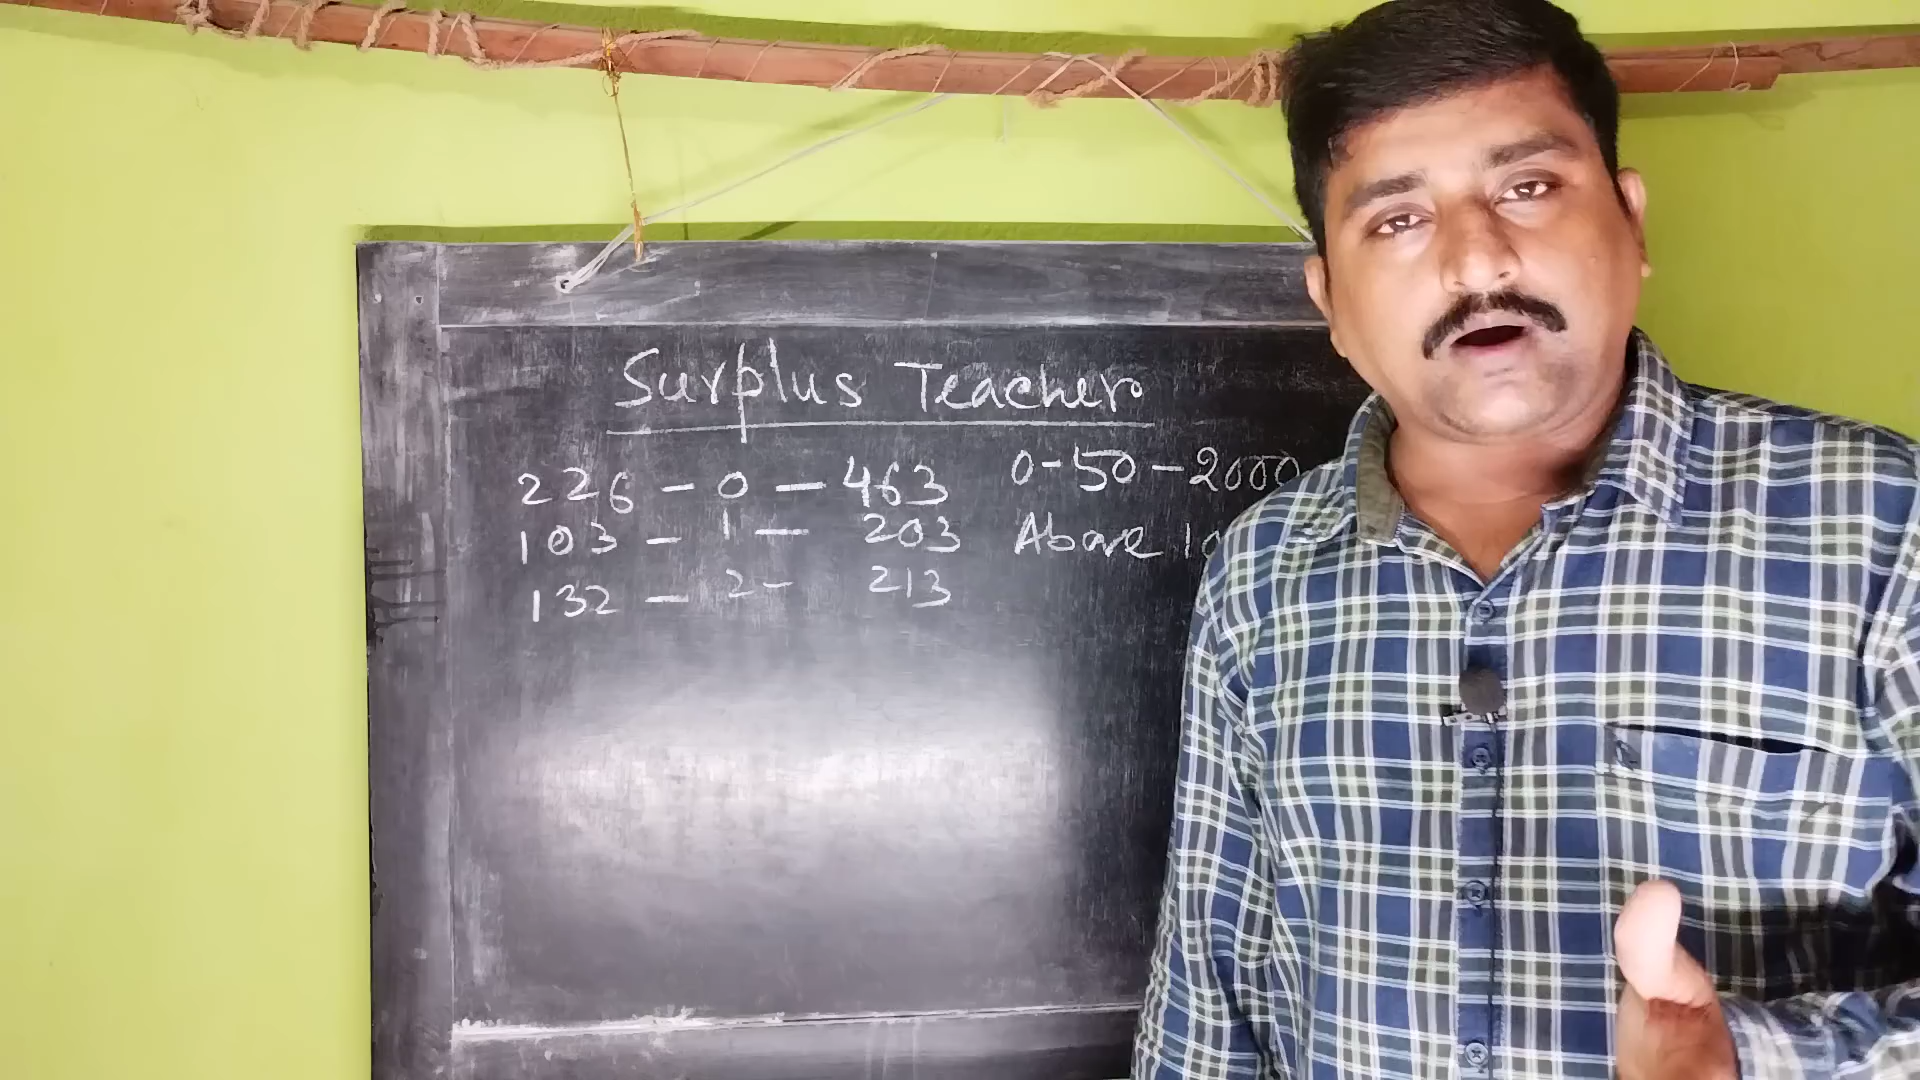 Surplus Teacher
226 - 0 - 463
103 - 1 - 203
132 - 2 - 213
0-50-2000
Above